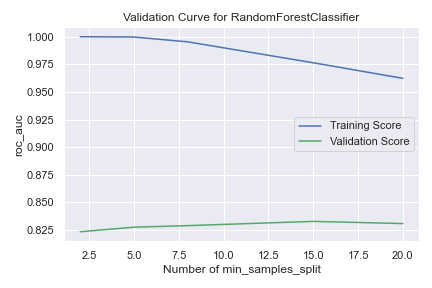 Validation Curve for RandomForestClassifier
1.000
0.975
0.950
0.925
0.900
0.875
0.850
0.825
roc_auc
Training Score
Validation Score
2.5 5.0 7.5 10.0 12.5 15.0 17.5 20.0
Number of min_samples_split